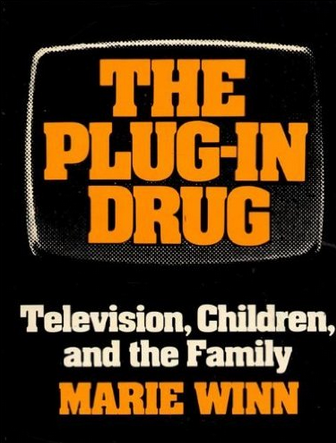 THE
PLUG-IN
DRUG
Television, Children,
and the Family
MARIE WINN